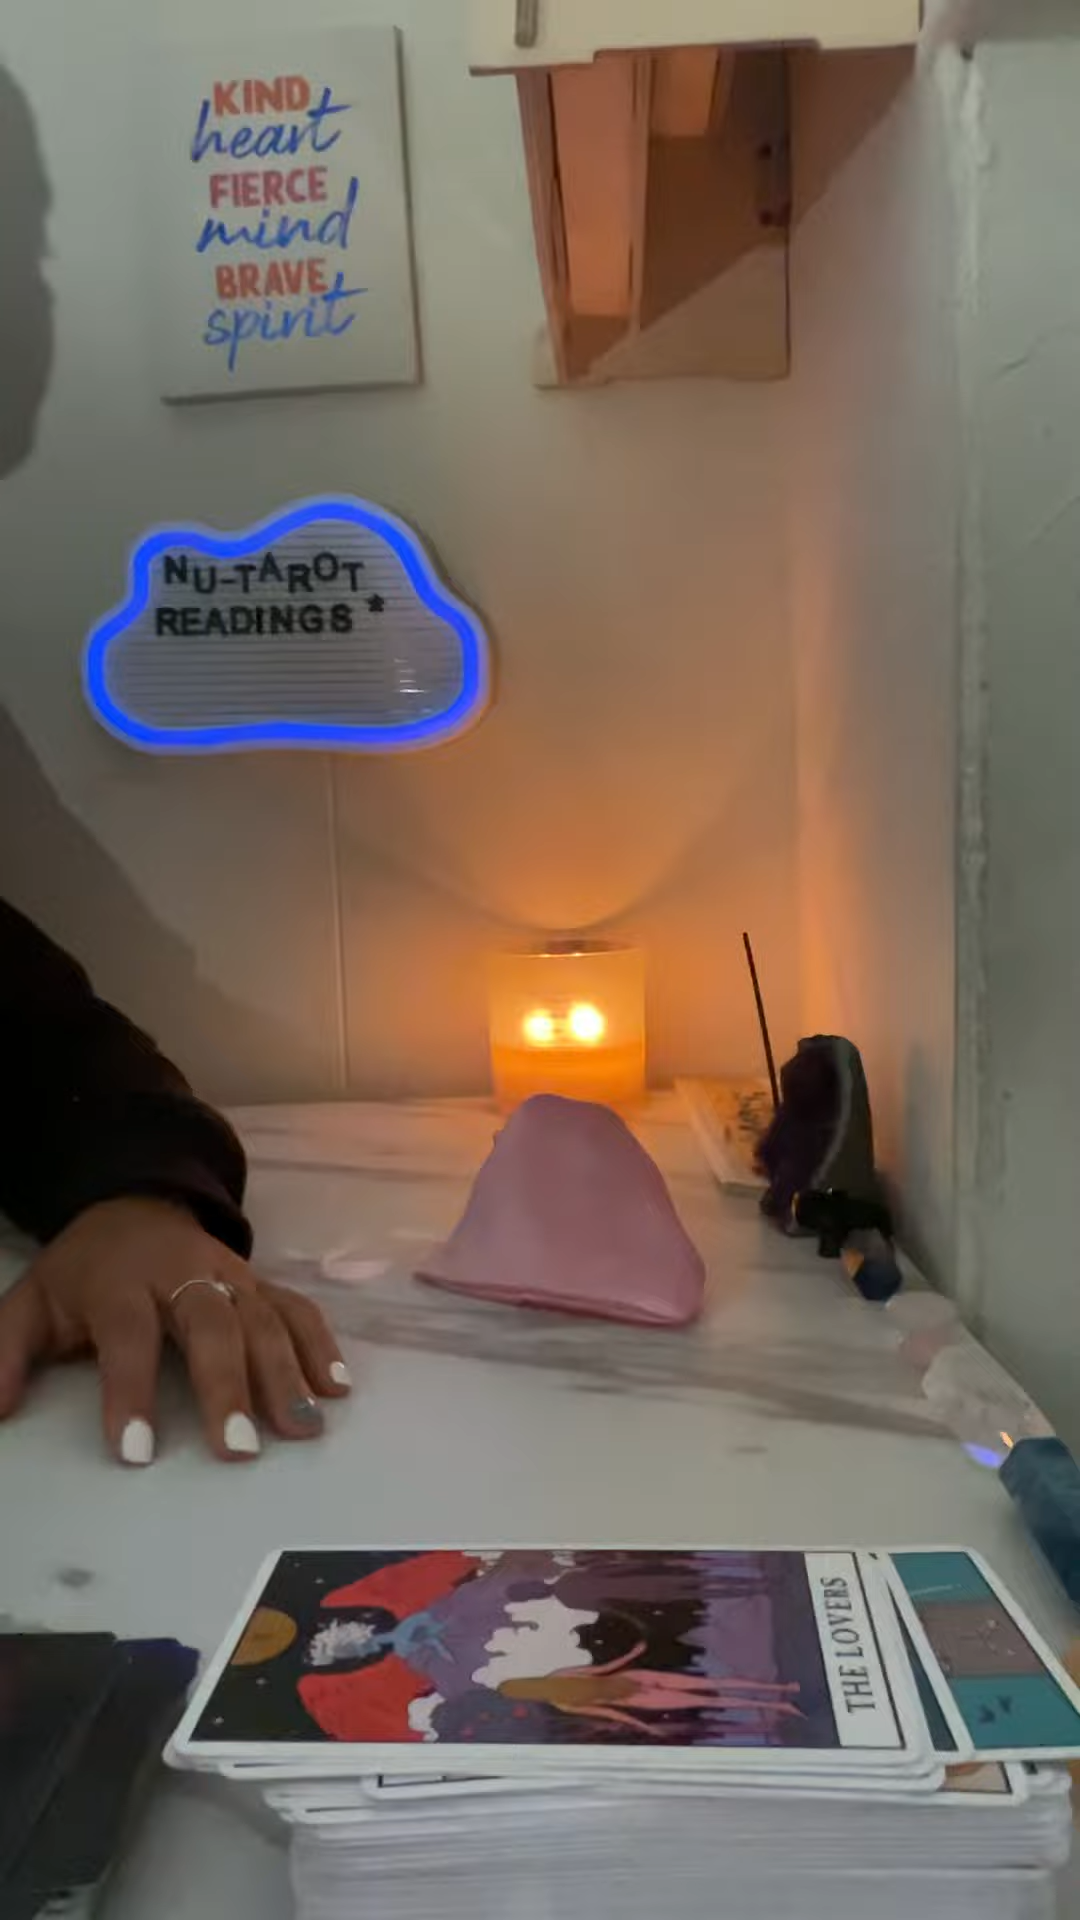 KIND
heart
FIERCE
mind
BRAVE
spirit
NU-TAROT
READINGS *
THE LOVERS